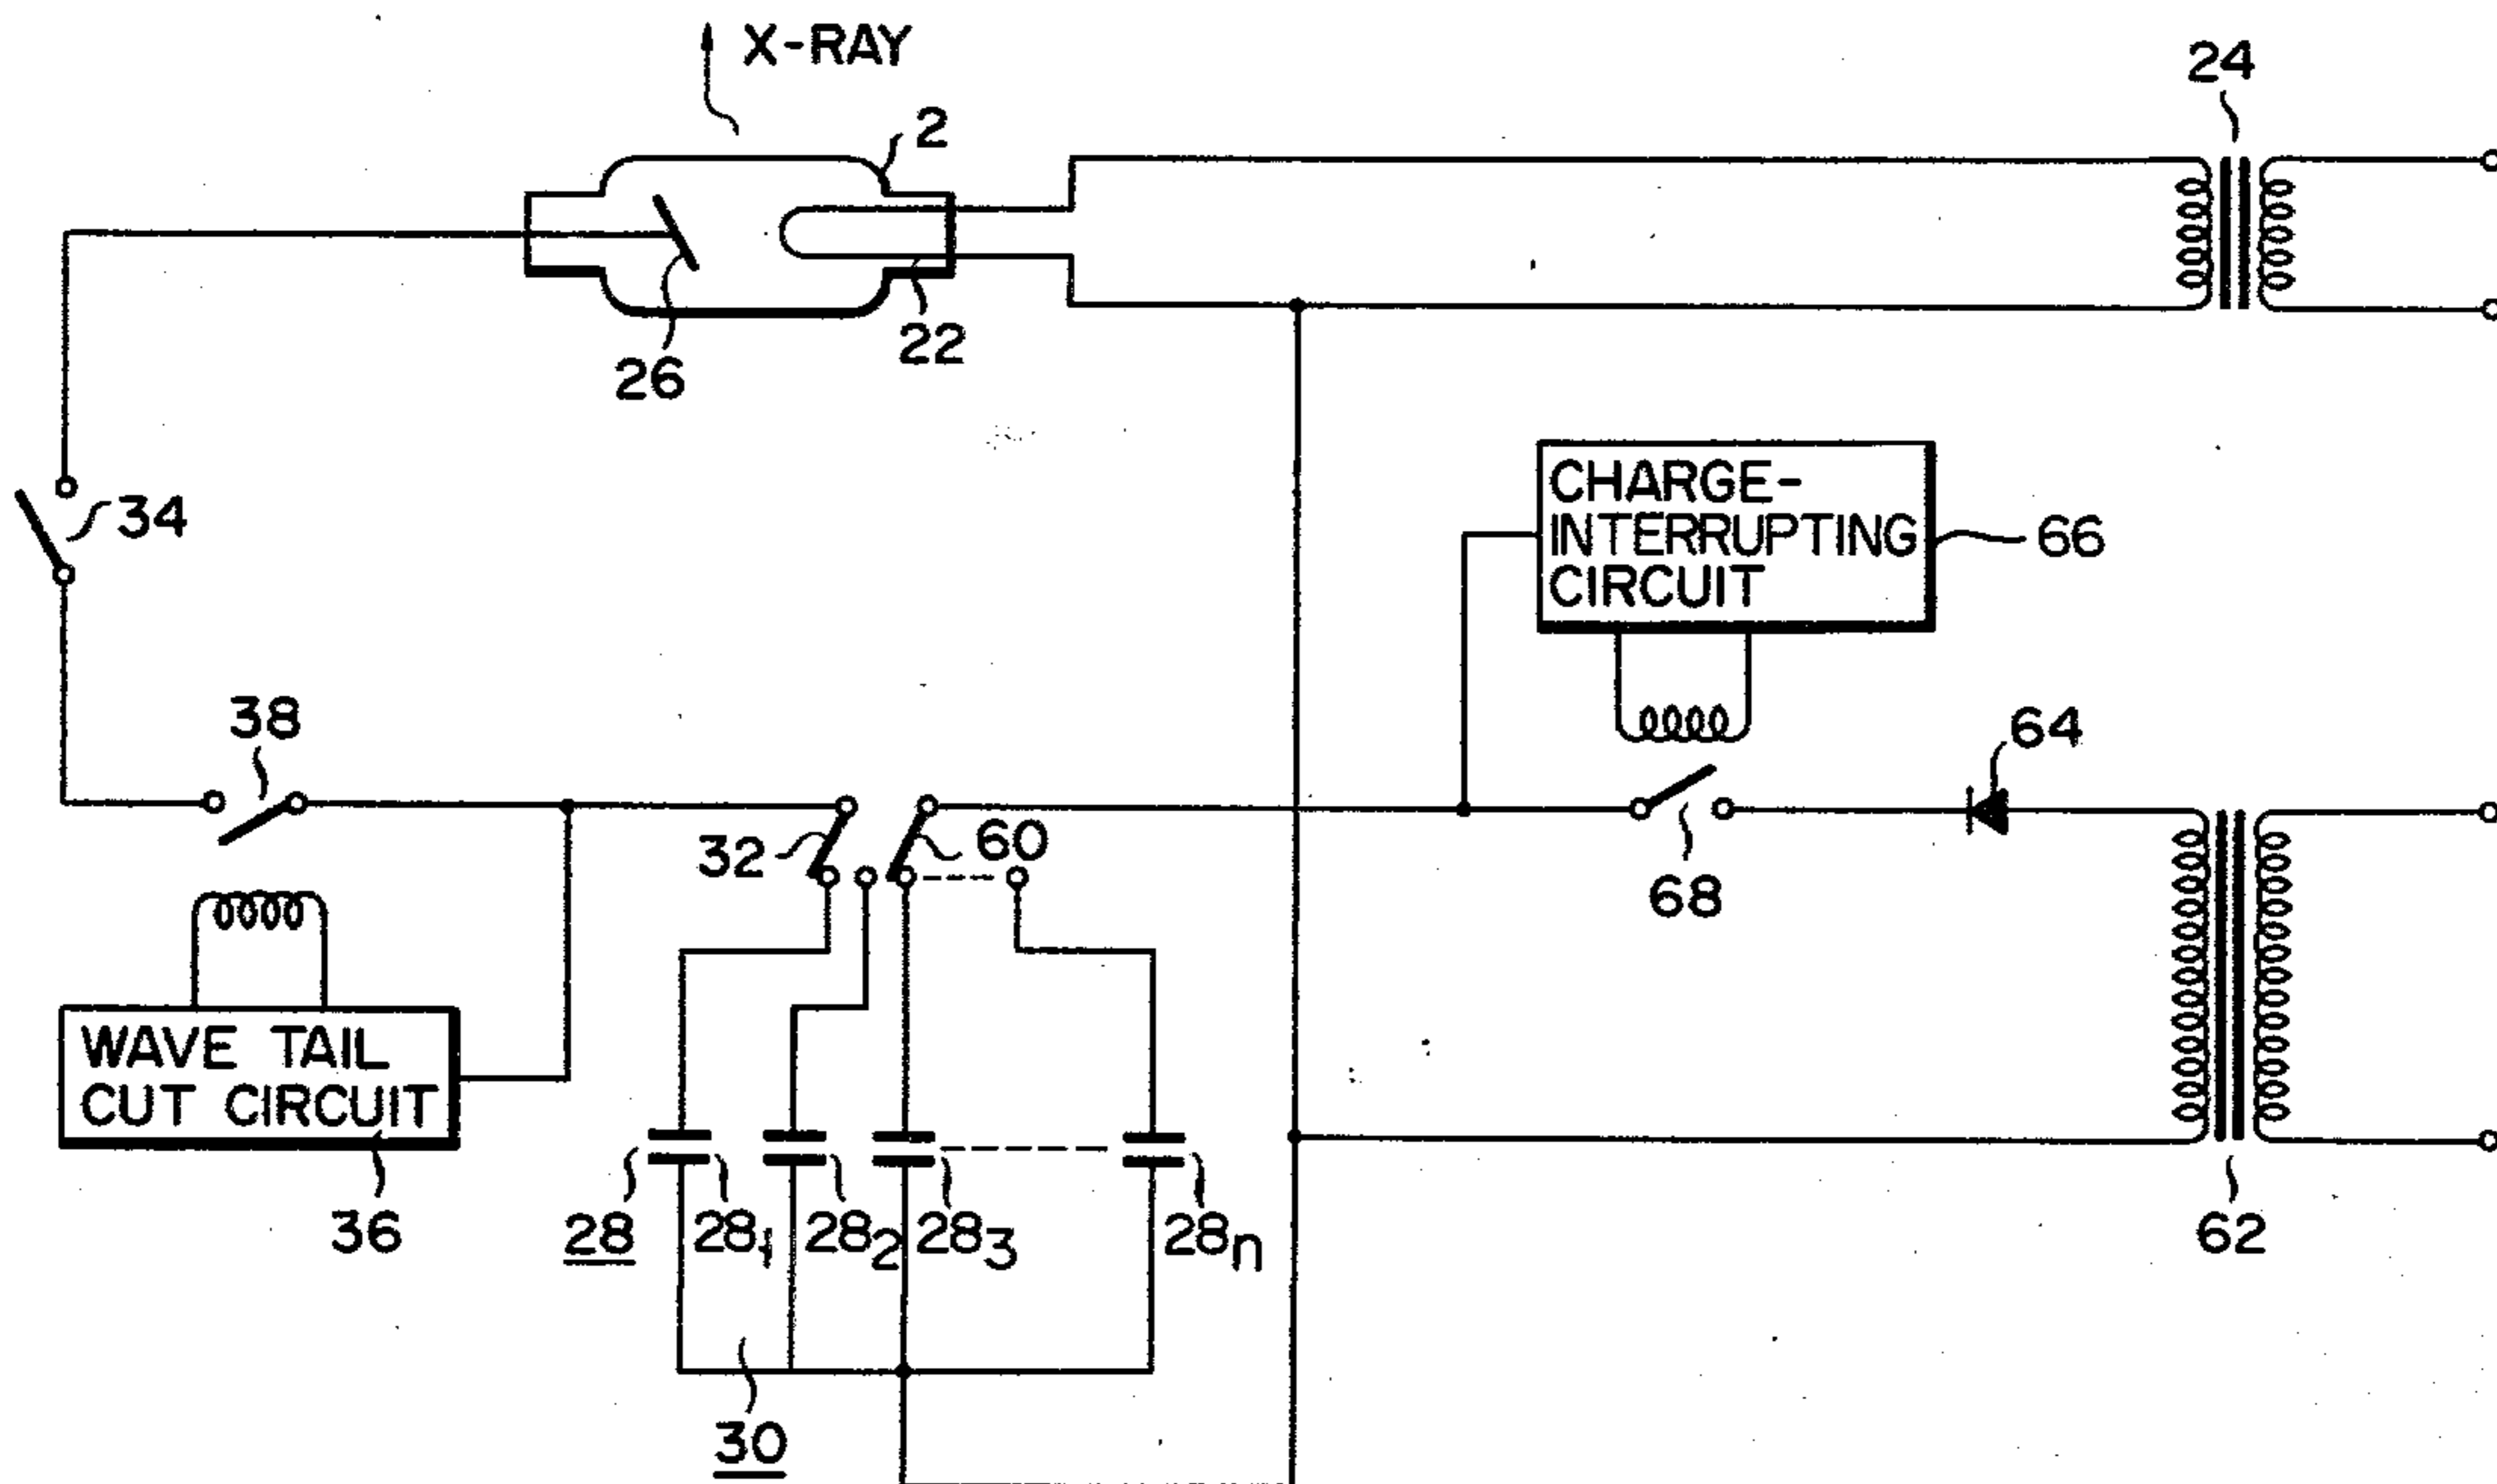 X-RAY
24
2
22
26
34
CHARGE-
INTERRUPTING
CIRCUIT
66
38
64
32
60
68
WAVE TAIL
CUT CIRCUIT
36
28
28₁
28₂
28₃
28n
62
30